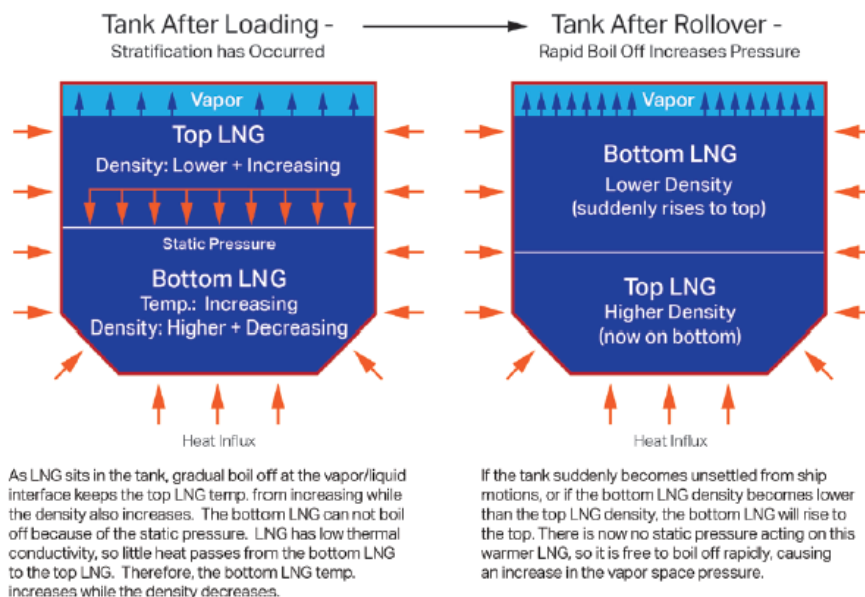 Tank After Loading -
Stratification has Occurred
Vapor
Top LNG
Density: Lower + Increasing
Static Pressure
Bottom LNG
Temp.: Increasing
Density: Higher + Decreasing
Heat Influx
As LNG sits in the tank, gradual boil off at the vapor/liquid
interface keeps the top LNG temp. from increasing while
the density also increases. The bottom LNG can not boil
off because of the static pressure. LNG has low thermal
conductivity, so little heat passes from the bottom LNG
to the top LNG. Therefore, the bottom LNG temp.
increases while the density decreases.
Tank After Rollover -
Rapid Boil Off Increases Pressure
Vapor
Bottom LNG
Lower Density
(suddenly rises to top)
Top LNG
Higher Density
(now on bottom)
Heat Influx
If the tank suddenly becomes unsettled from ship
motions, or if the bottom LNG density becomes lower
than the top LNG density, the bottom LNG will rise to
the top. There is now no static pressure acting on this
warmer LNG, so it is free to boil off rapidly, causing
an increase in the vapor space pressure.